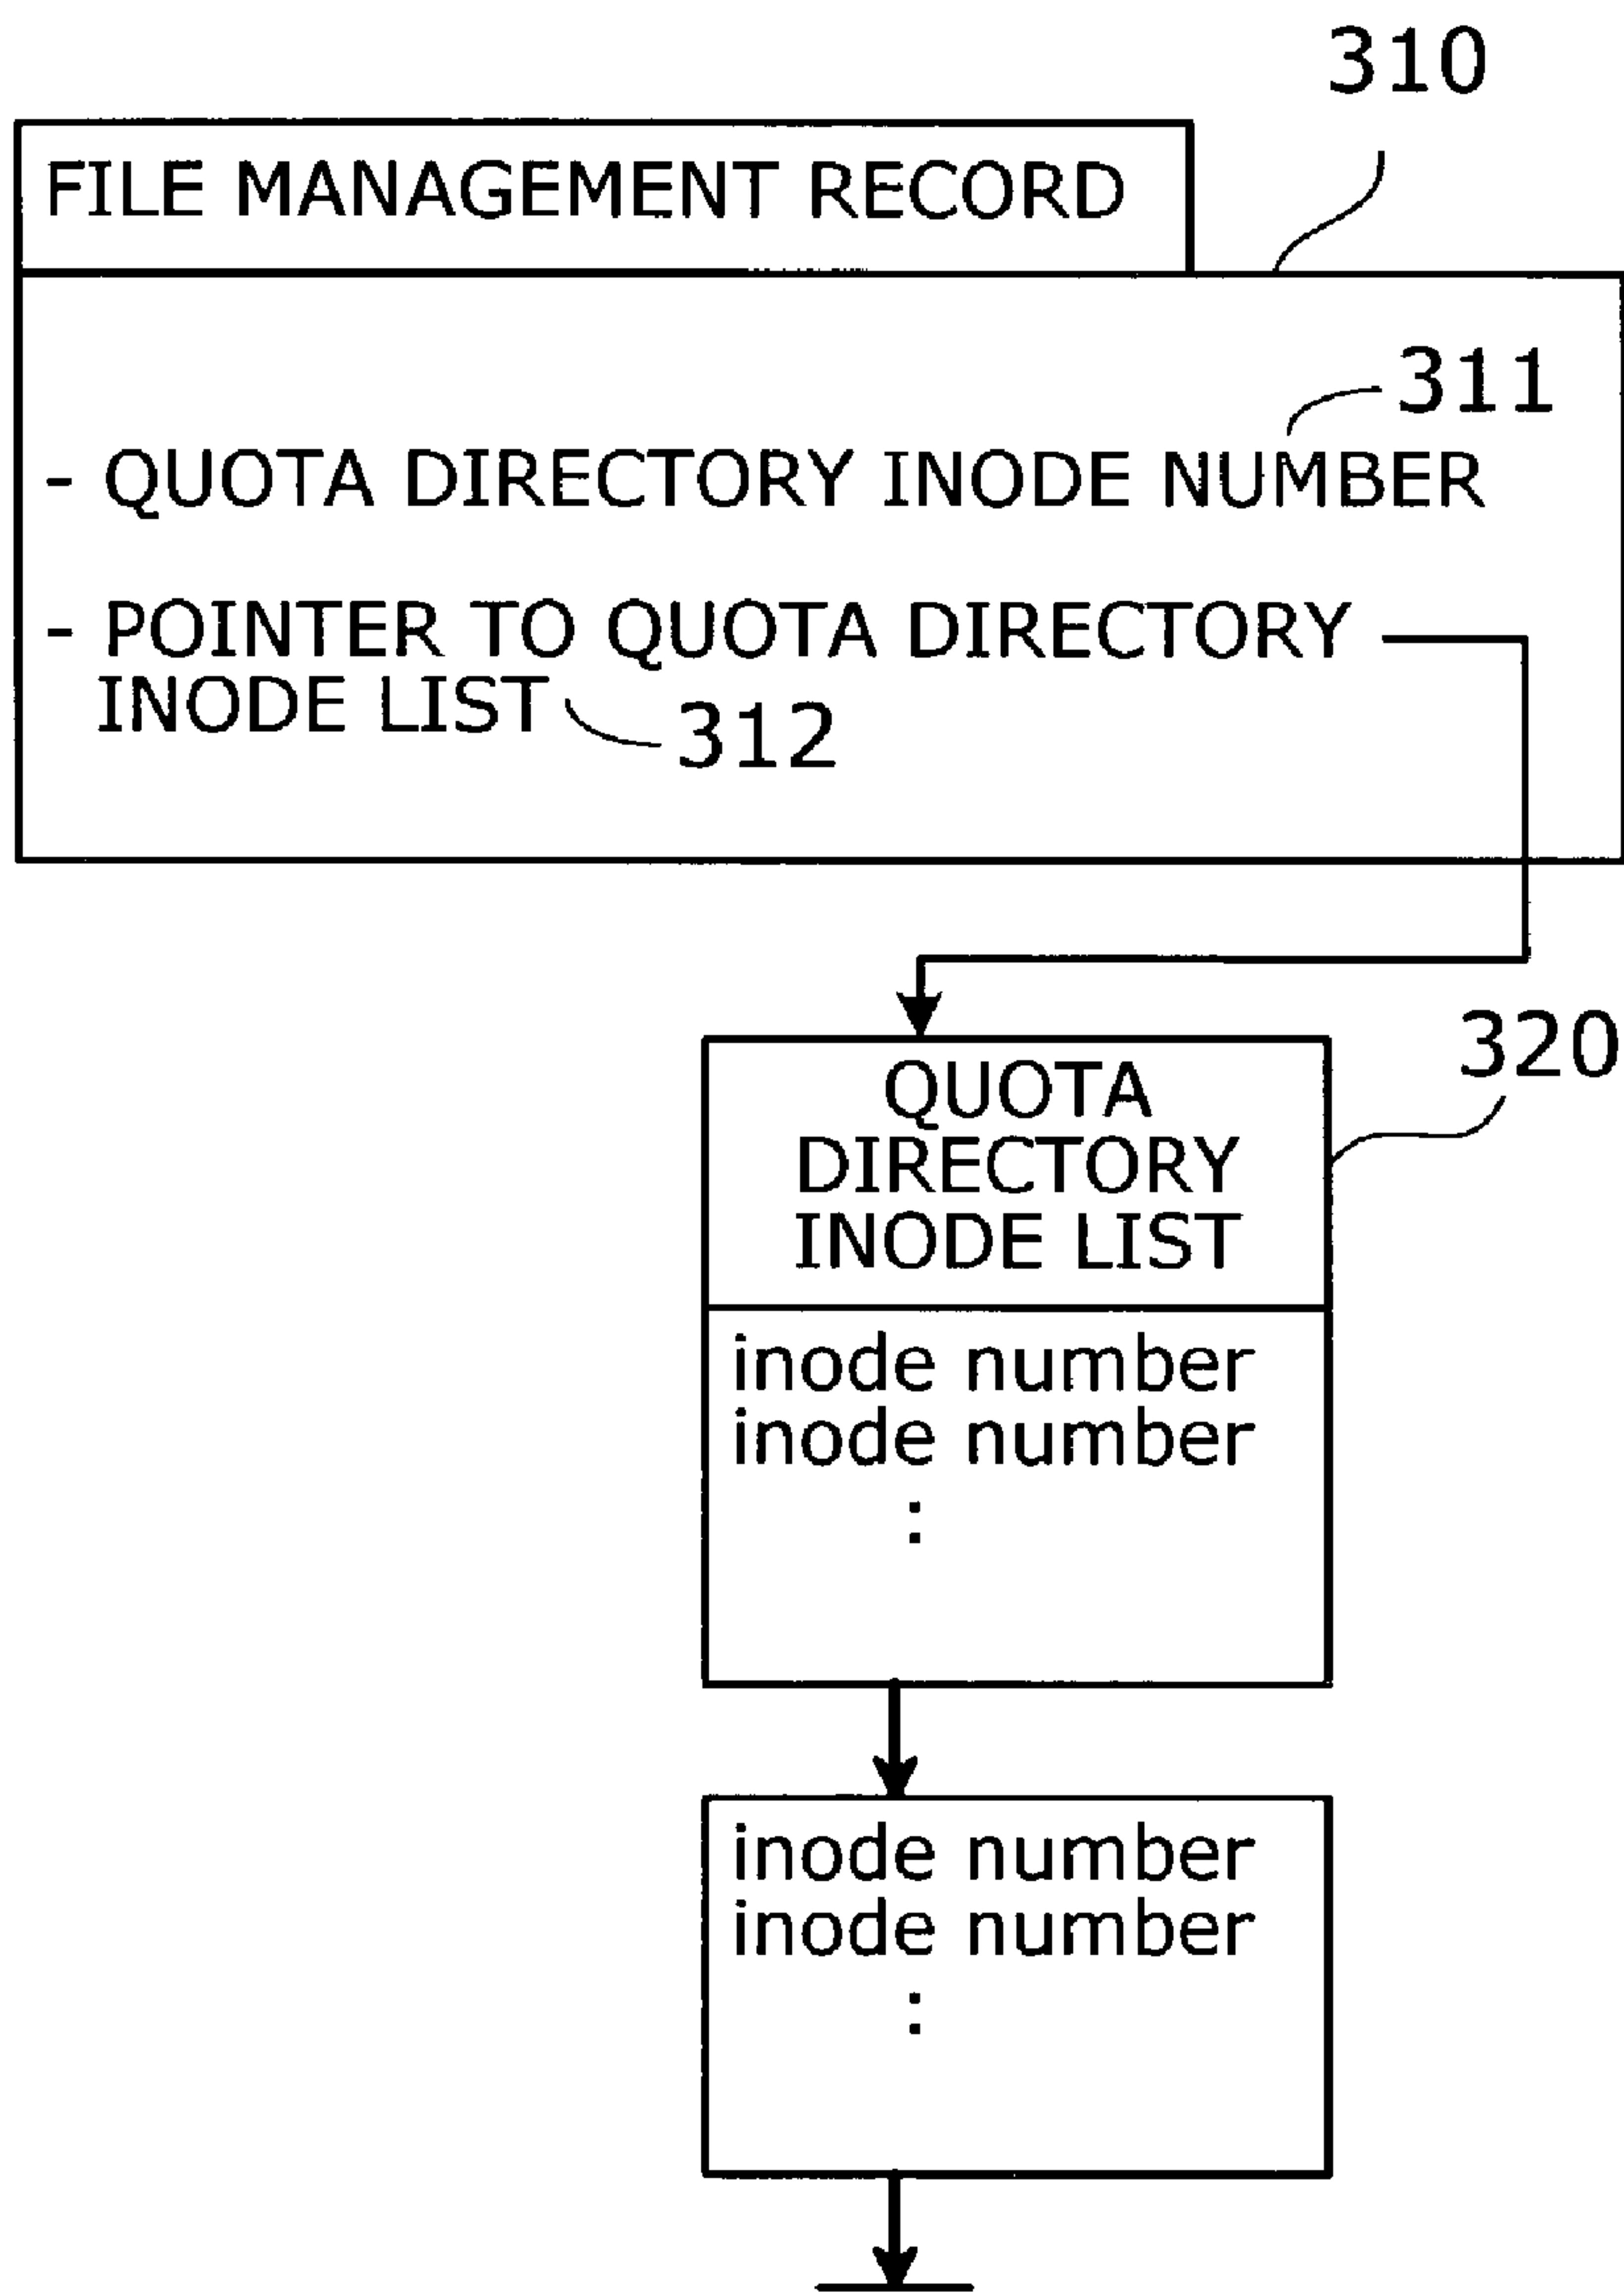 310
FILE MANAGEMENT RECORD
311
- QUOTA DIRECTORY INODE NUMBER
- POINTER TO QUOTA DIRECTORY
INODE LIST 312
320
QUOTA
DIRECTORY
INODE LIST
inode number
inode number
:
inode number
inode number
: